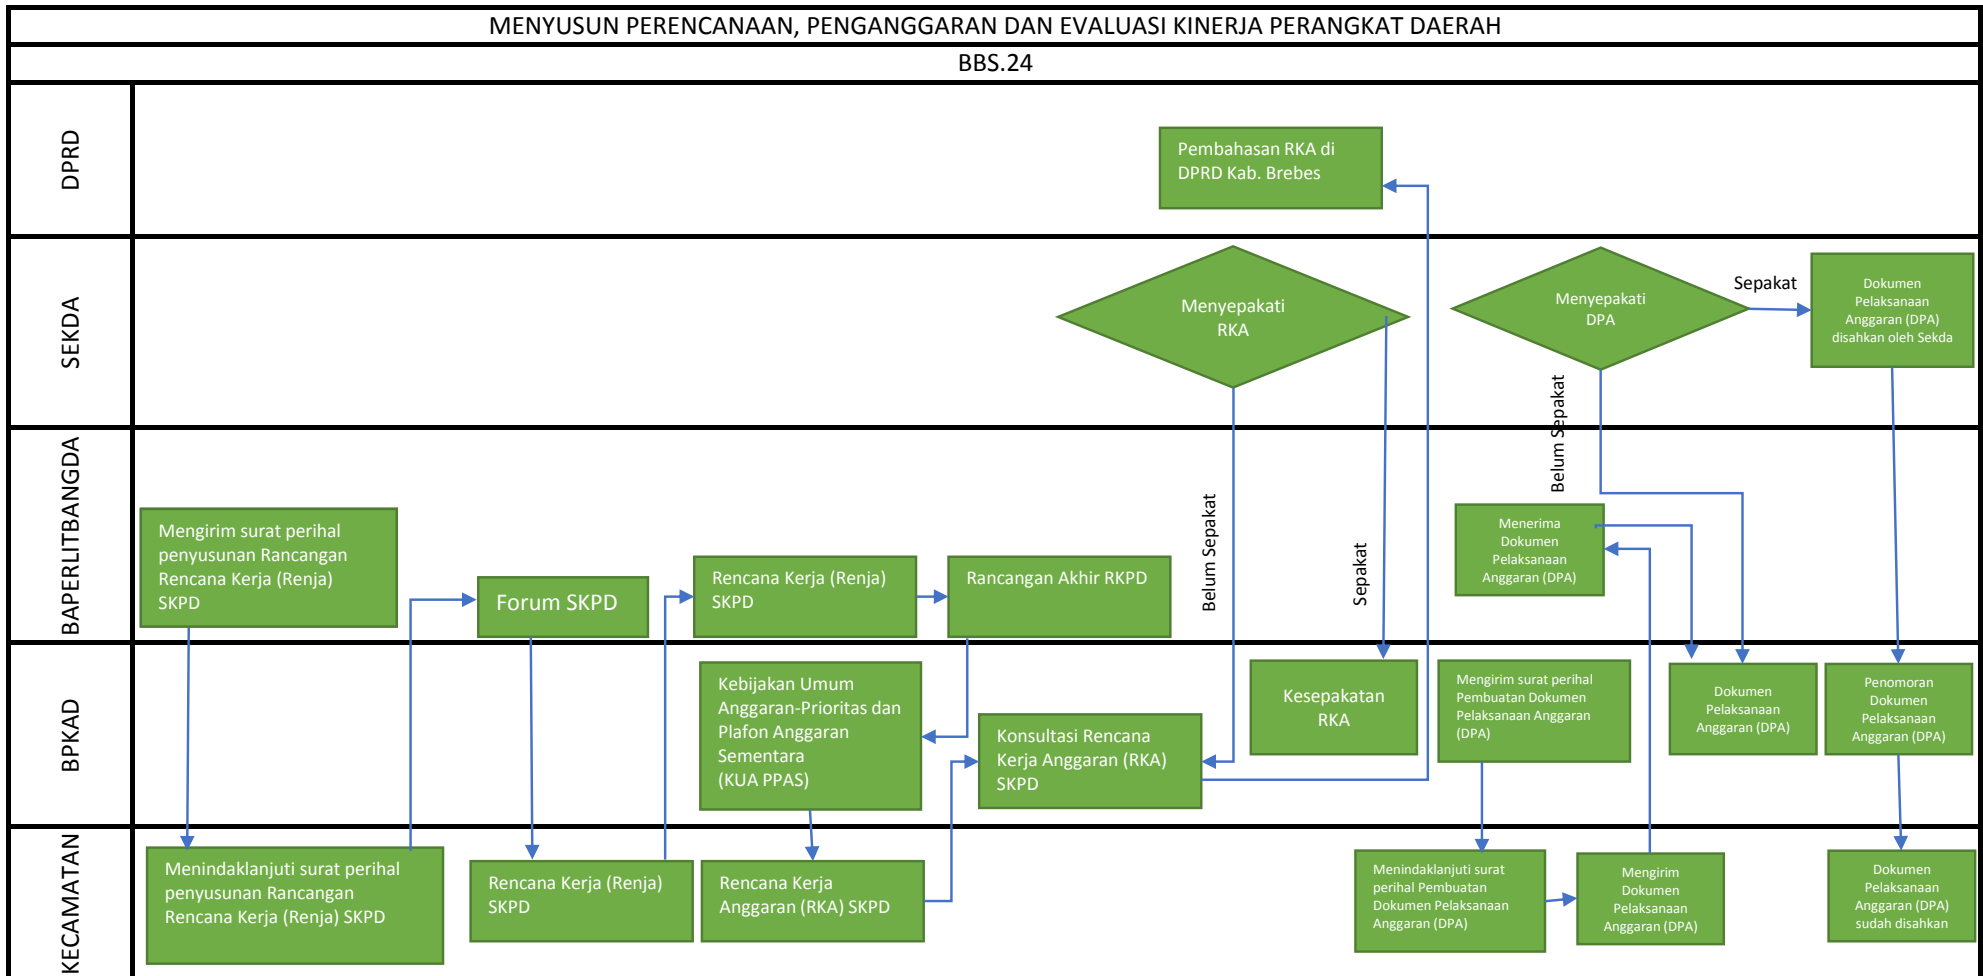 MENYUSUN PERENCANAAN, PENGANGGARAN DAN EVALUASI KINERJA PERANGKAT DAERAH
BBS.24
DPRD
Pembahasan RKA di
DPRD Kab. Brebes
SEKDA
Menyepakati
RKA
Menyepakati
DPA
Sepakat
Dokumen
Pelaksanaan
Anggaran (DPA)
disahkan oleh Sekda
BAPERLITBANGDA
Mengirim surat perihal
penyusunan Rancangan
Rencana Kerja (Renja)
SKPD
Forum SKPD
Rencana Kerja (Renja)
SKPD
Rancangan Akhir RKPD
Belum Sepakat
Sepakat
Belum Sepakat
Menerima
Dokumen
Pelaksanaan
Anggaran (DPA)
BPKAD
Kebijakan Umum
Anggaran-Prioritas dan
Plafon Anggaran
Sementara
(KUA PPAS)
Konsultasi Rencana
Kerja Anggaran (RKA)
SKPD
Kesepakatan
RKA
Mengirim surat perihal
Pembuatan Dokumen
Pelaksanaan Anggaran
(DPA)
Dokumen
Pelaksanaan
Anggaran (DPA)
Penomoran
Dokumen
Pelaksanaan
Anggaran (DPA)
KECAMATAN
Menindaklanjuti surat perihal
penyusunan Rancangan
Rencana Kerja (Renja) SKPD
Rencana Kerja (Renja)
SKPD
Rencana Kerja
Anggaran (RKA) SKPD
Menindaklanjuti surat
perihal Pembuatan
Dokumen Pelaksanaan
Anggaran (DPA)
Mengirim
Dokumen
Pelaksanaan
Anggaran (DPA)
Dokumen
Pelaksanaan
Anggaran (DPA)
sudah disahkan